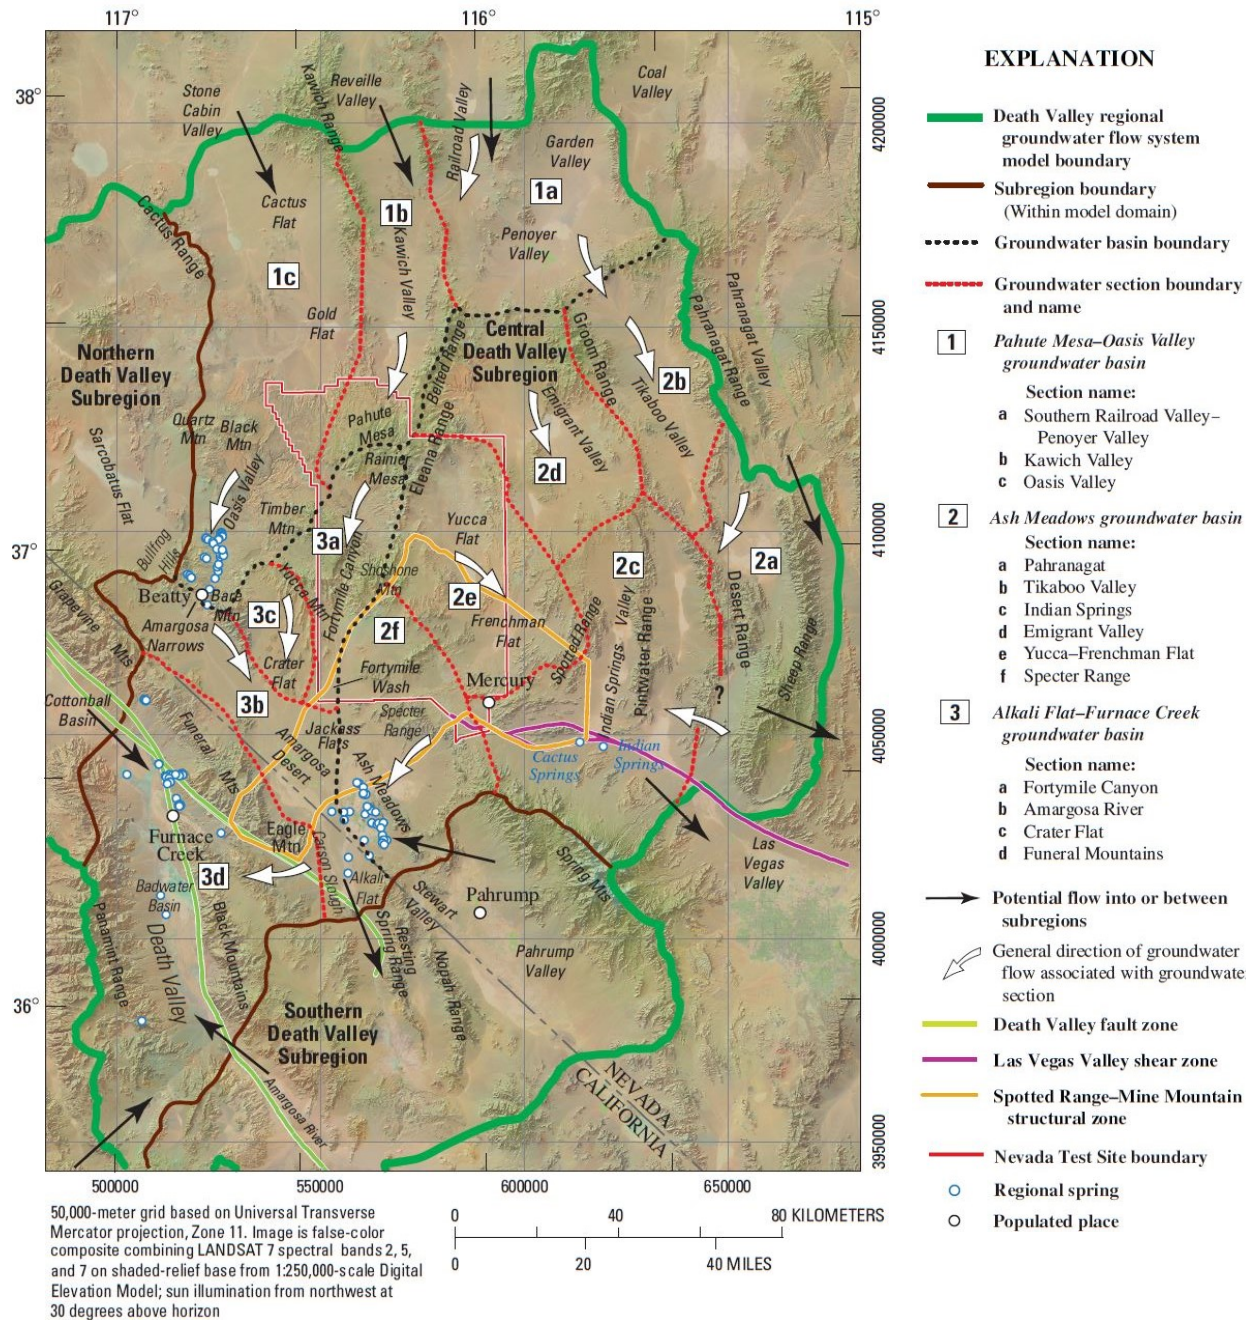 117°
116°
115°
38°
37°
36°
4200000
4150000
4100000
4050000
4000000
3950000
500000
550000
600000
650000
Stone
Cabin
Valley
Kawich Range
Reveille
Valley
Railroad Valley
Coal
Valley
Garden
Valley
1a
1b
Cactus
Flat
Cactus Range
Kawich Valley
Penoyer
Valley
1c
Gold
Flat
Pahranagat Valley
Pahranagat Range
Northern
Death Valley
Subregion
Central
Death Valley
Subregion
Belted Range
Groom Range
2b
Tikaboo Valley
Emigrant Valley
Quartz
Mtn
Black
Mtn
Pahute
Mesa
Rainier
Mesa
Eleana Range
2d
Sarcobatus Flat
Oasis Valley
Timber
Mtn
3a
Yucca
Flat
Bullfrog
Hills
Fortymile Canyon
Shoshone
Mtn
2c
2a
Desert Range
Grapevine
Mts
Beatty
Bare
Mtn
Yucca Mtn
3c
2e
2f
Frenchman
Flat
Amargosa
Narrows
Crater
Flat
Fortymile
Wash
Spotted Range
Indian Springs
Valley
Pintwater Range
Sheep Range
Mercury
?
Cottonball
Basin
3b
Funeral
Mts
Jackass
Flats
Specter
Range
Amargosa
Desert
Cactus
Springs
Indian
Springs
Ash Meadows
Furnace
Creek
Eagle
Mtn
Carson Slough
3d
Alkali
Flat
Las
Vegas
Valley
Spring Mts
Badwater
Basin
Panamint Range
Death Valley
Black Mountains
Stewart
Valley
Pahrump
Resting
Spring Range
Nopah Range
Pahrump
Valley
Southern
Death Valley
Subregion
Amargosa River
NEVADA
CALIFORNIA
50,000-meter grid based on Universal Transverse
Mercator projection, Zone 11. Image is false-color
composite combining LANDSAT 7 spectral bands 2, 5,
and 7 on shaded-relief base from 1:250,000-scale Digital
Elevation Model; sun illumination from northwest at
30 degrees above horizon
0 40 80 KILOMETERS
0 20 40 MILES
EXPLANATION
Death Valley regional
groundwater flow system
model boundary
Subregion boundary
(Within model domain)
Groundwater basin boundary
Groundwater section boundary
and name
1 Pahute Mesa–Oasis Valley
groundwater basin
Section name:
a Southern Railroad Valley–
Penoyer Valley
b Kawich Valley
c Oasis Valley
2 Ash Meadows groundwater basin
Section name:
a Pahranagat
b Tikaboo Valley
c Indian Springs
d Emigrant Valley
e Yucca–Frenchman Flat
f Specter Range
3 Alkali Flat–Furnace Creek
groundwater basin
Section name:
a Fortymile Canyon
b Amargosa River
c Crater Flat
d Funeral Mountains
Potential flow into or between
subregions
General direction of groundwater
flow associated with groundwate
section
Death Valley fault zone
Las Vegas Valley shear zone
Spotted Range–Mine Mountain
structural zone
Nevada Test Site boundary
Regional spring
Populated place